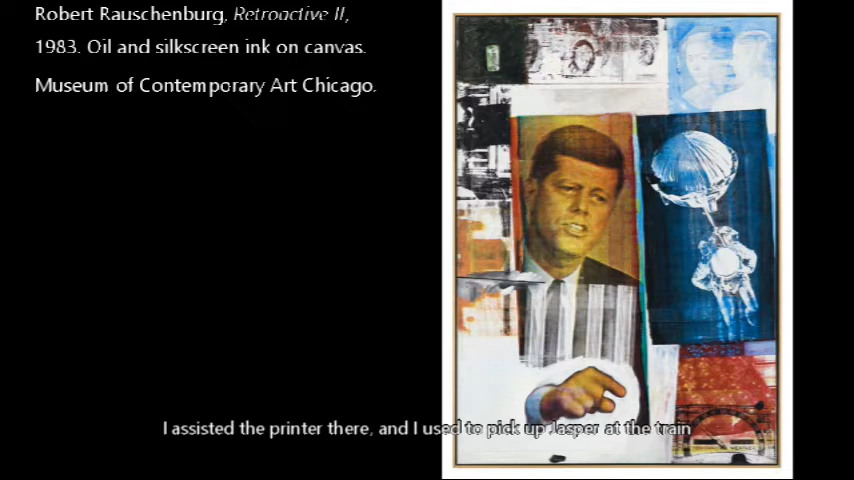 Robert Rauschenburg, Retroactive II,
1983. Oil and silkscreen ink on canvas.
Museum of Contemporary Art Chicago.
I assisted the printer there, and I used to pick up Jasper at the train